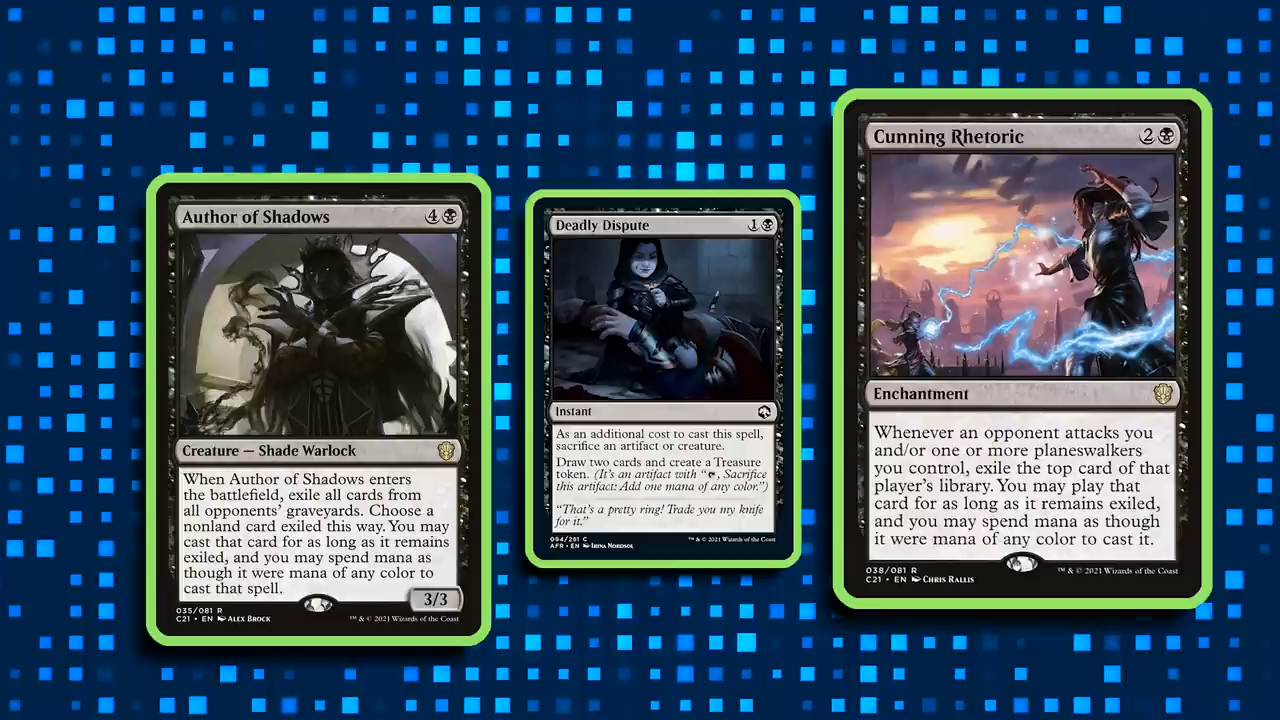 Author of Shadows 4
Creature — Shade Warlock
When Author of Shadows enters
the battlefield, exile all cards from
all opponents' graveyards. Choose a
nonland card exiled this way. You may
cast that card for as long as it remains
exiled, and you may spend mana as
though it were mana of any color to
cast that spell.
3/3
035/081 R
C21 • EN ALEX BROCK
™ & © 2021 Wizards of the Coast
Deadly Dispute 1
Instant
As an additional cost to cast this spell,
sacrifice an artifact or creature.
Draw two cards and create a Treasure
token. (It's an artifact with ", Sacrifice
this artifact: Add one mana of any color.")
"That's a pretty ring! Trade you my knife
for it."
094/281 C
AFR • EN IRINA NORDSOL
™ & © 2021 Wizards of the Coast
Cunning Rhetoric 2
Enchantment
Whenever an opponent attacks you
and/or one or more planeswalkers
you control, exile the top card of that
player's library. You may play that
card for as long as it remains exiled,
and you may spend mana as though
it were mana of any color to cast it.
038/081 R
C21 • EN CHRIS RALLIS
™ & © 2021 Wizards of the Coast